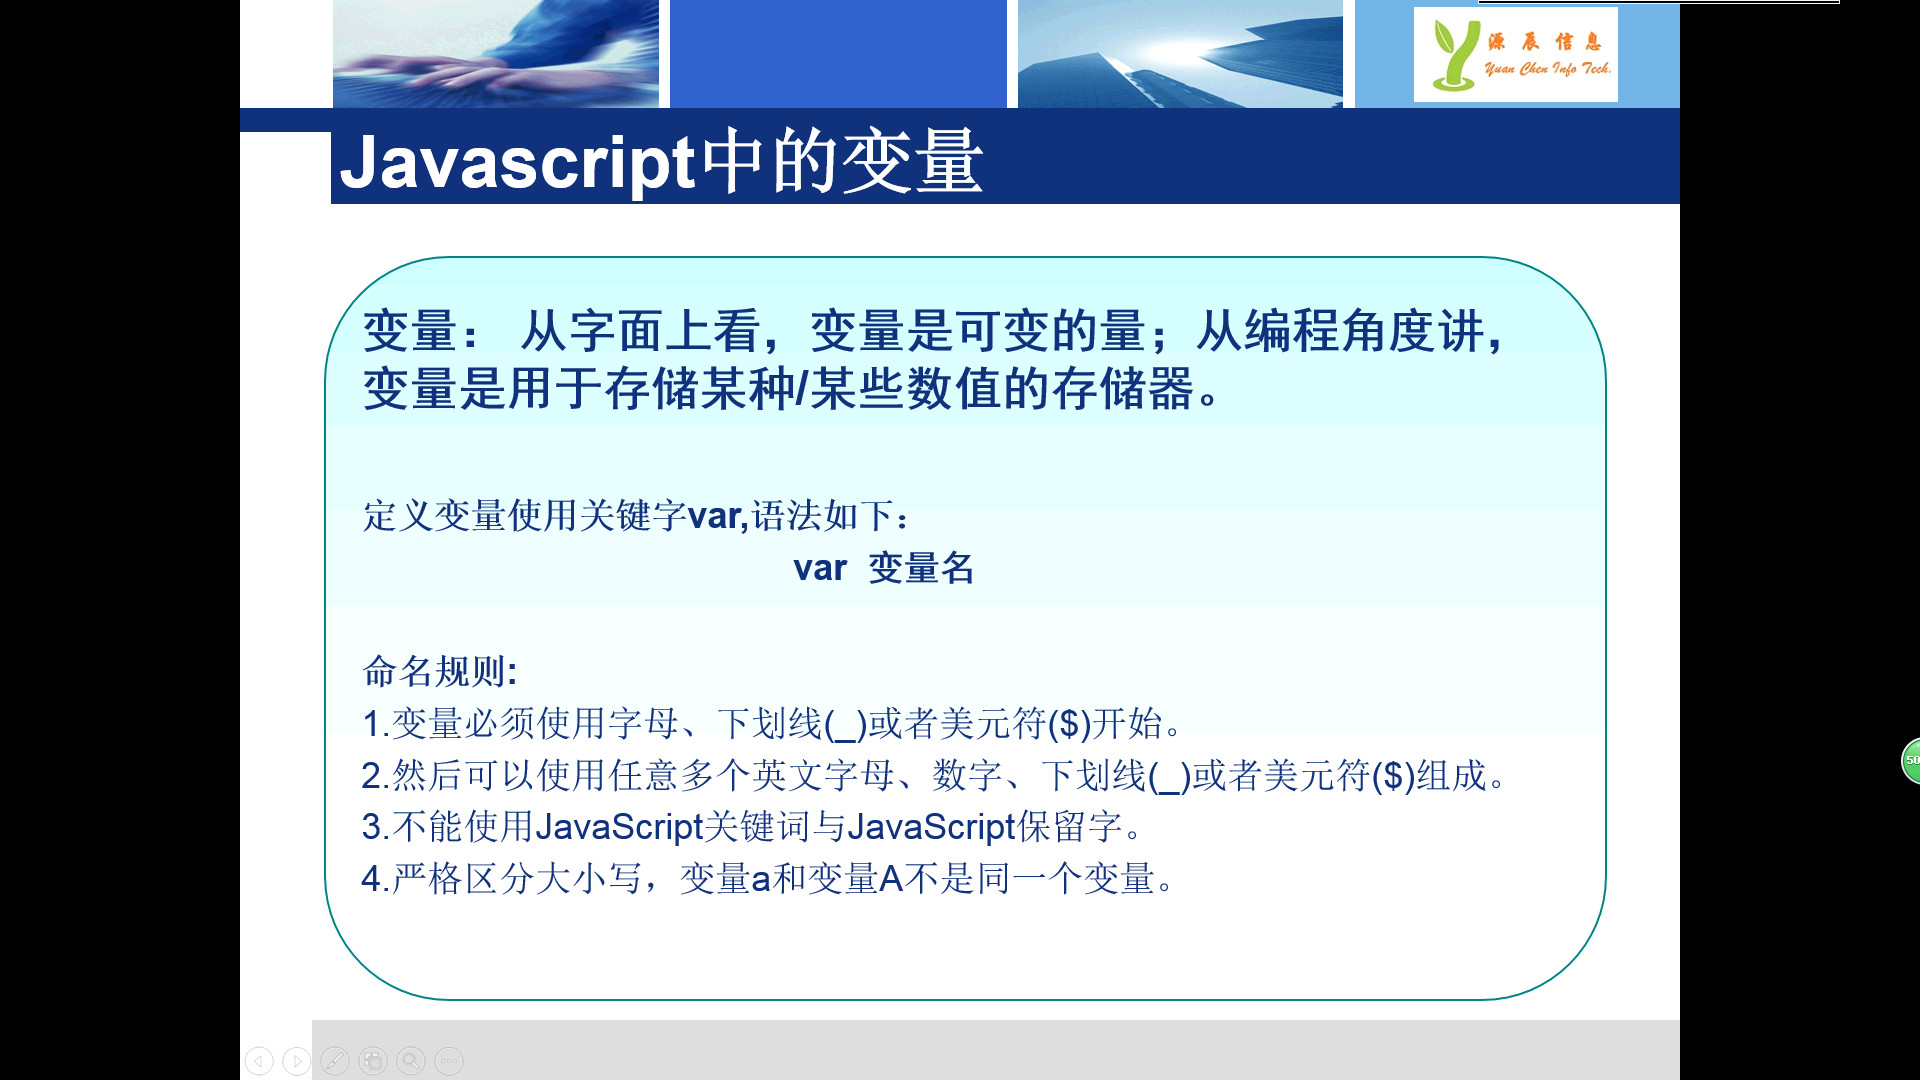 源辰信息
Yuan Chen Info Tech.
Javascript中的变量
变量： 从字面上看，变量是可变的量；从编程角度讲，
变量是用于存储某种/某些数值的存储器。
定义变量使用关键字var,语法如下：
var 变量名
命名规则:
1.变量必须使用字母、下划线(_)或者美元符($)开始。
2.然后可以使用任意多个英文字母、数字、下划线(_)或者美元符($)组成。
3.不能使用JavaScript关键词与JavaScript保留字。
4.严格区分大小写，变量a和变量A不是同一个变量。
50